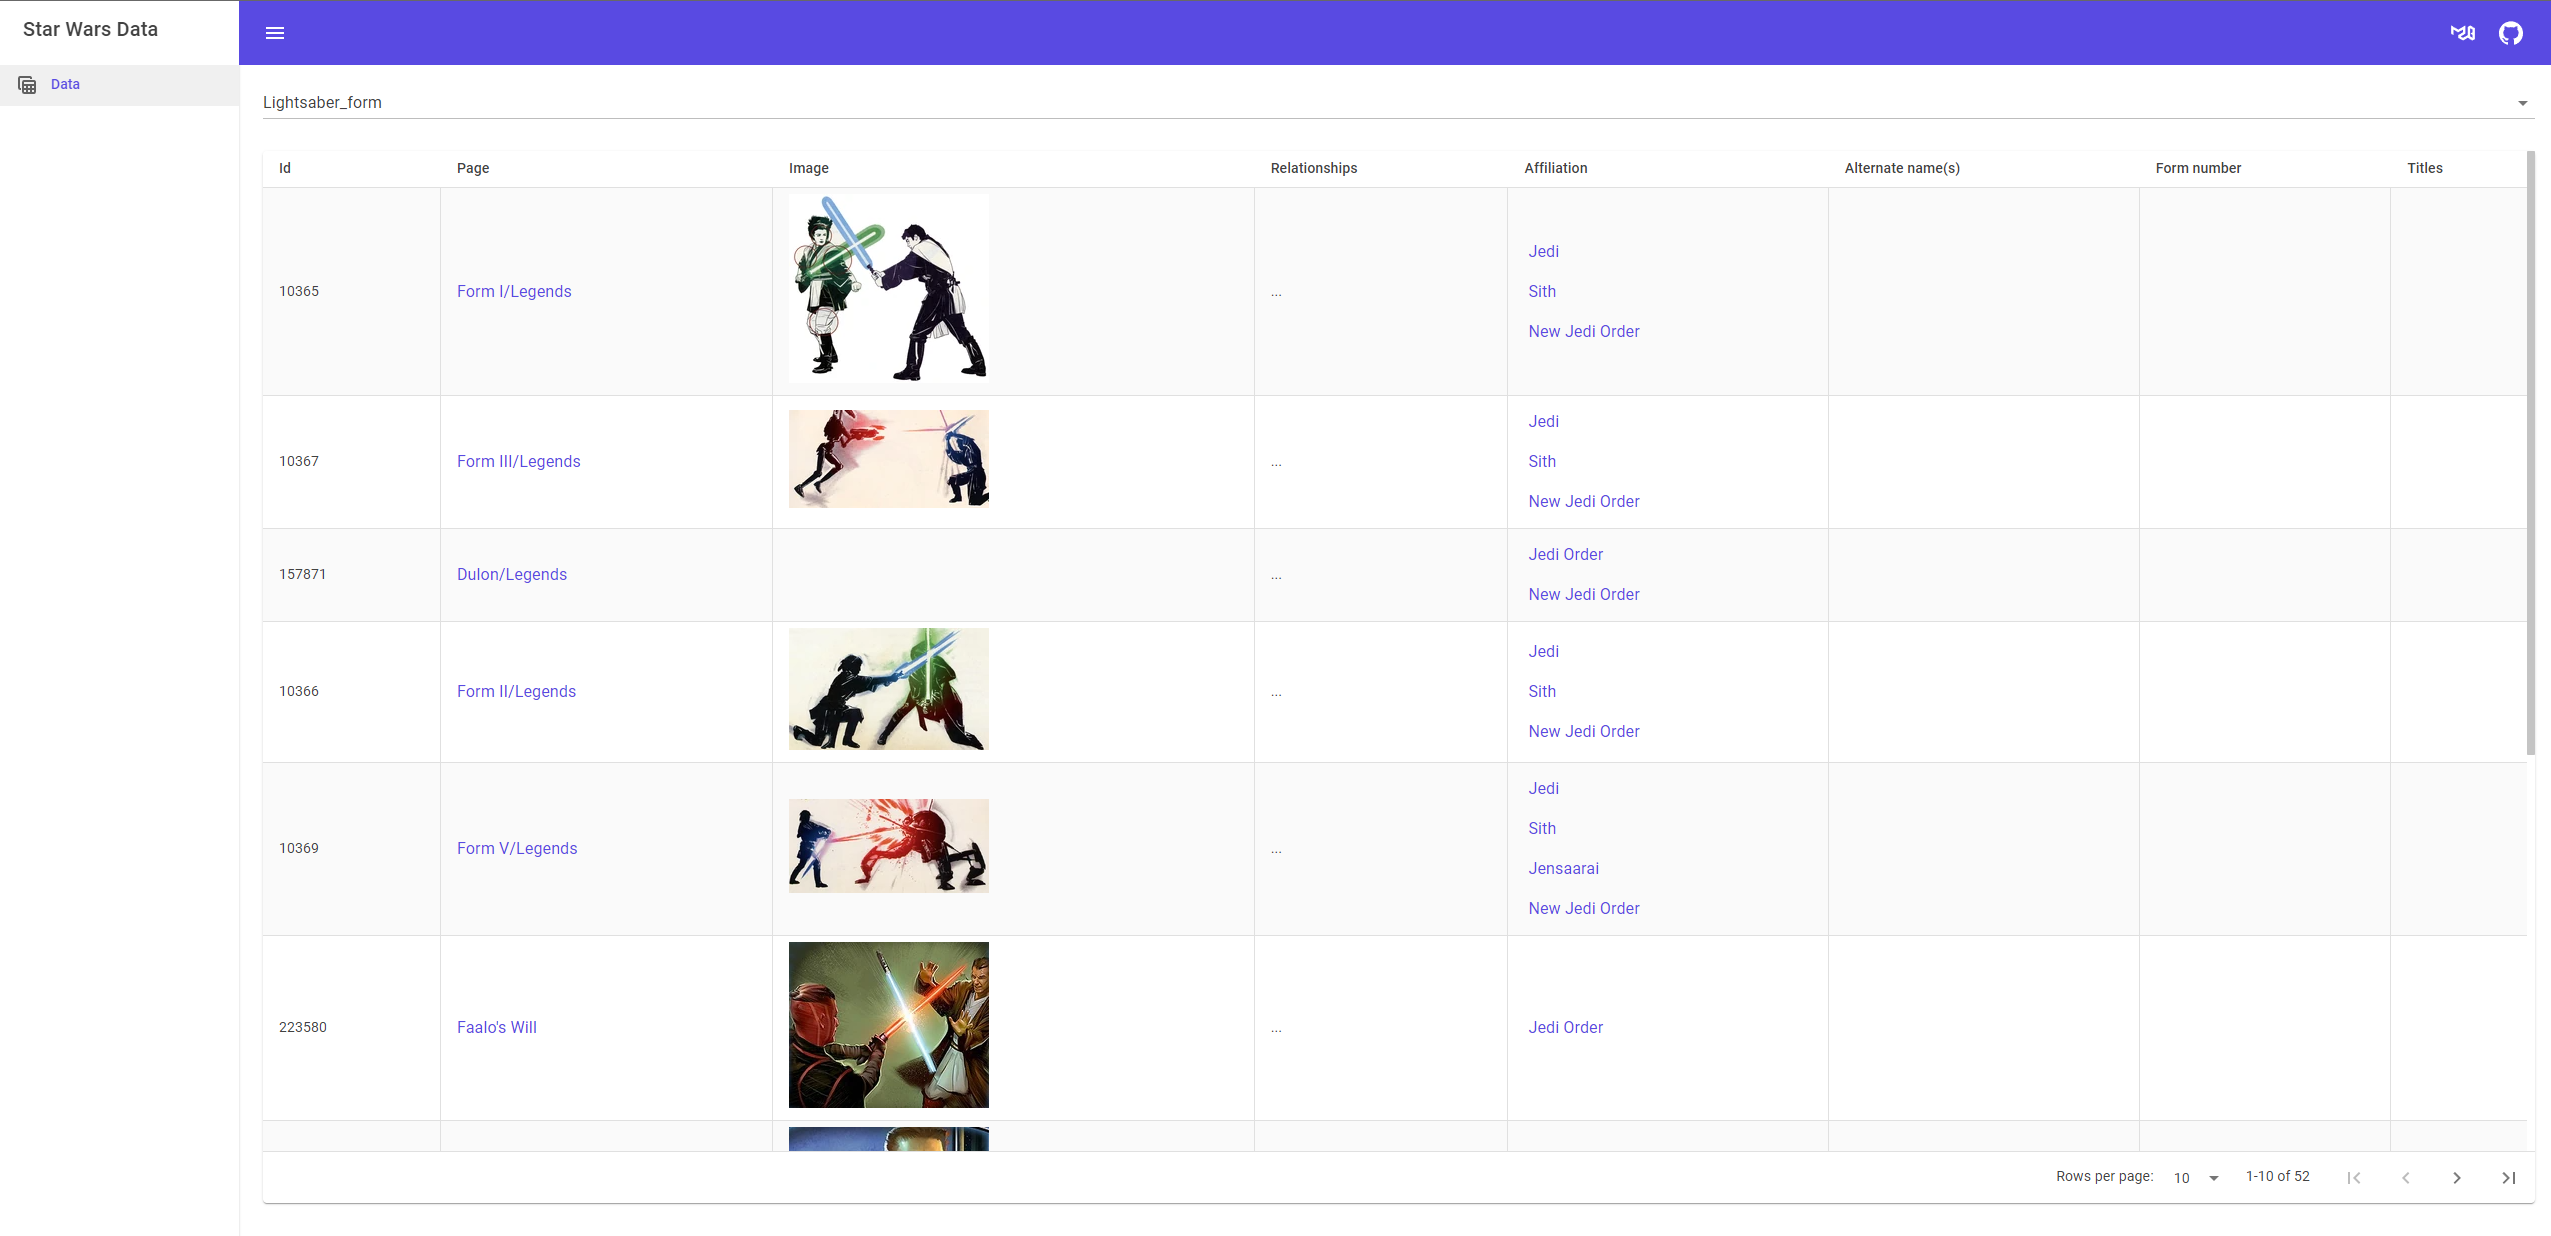 Star Wars Data
Data
Lightsaber_form
Id Page Image Relationships Affiliation Alternate name(s) Form number Titles
10365 Form I/Legends ... Jedi
Sith
New Jedi Order
10367 Form III/Legends ... Jedi
Sith
New Jedi Order
157871 Dulon/Legends ... Jedi Order
New Jedi Order
10366 Form II/Legends ... Jedi
Sith
New Jedi Order
10369 Form V/Legends ... Jedi
Sith
Jensaarai
New Jedi Order
223580 Faalo's Will ... Jedi Order
Rows per page: 10 1-10 of 52